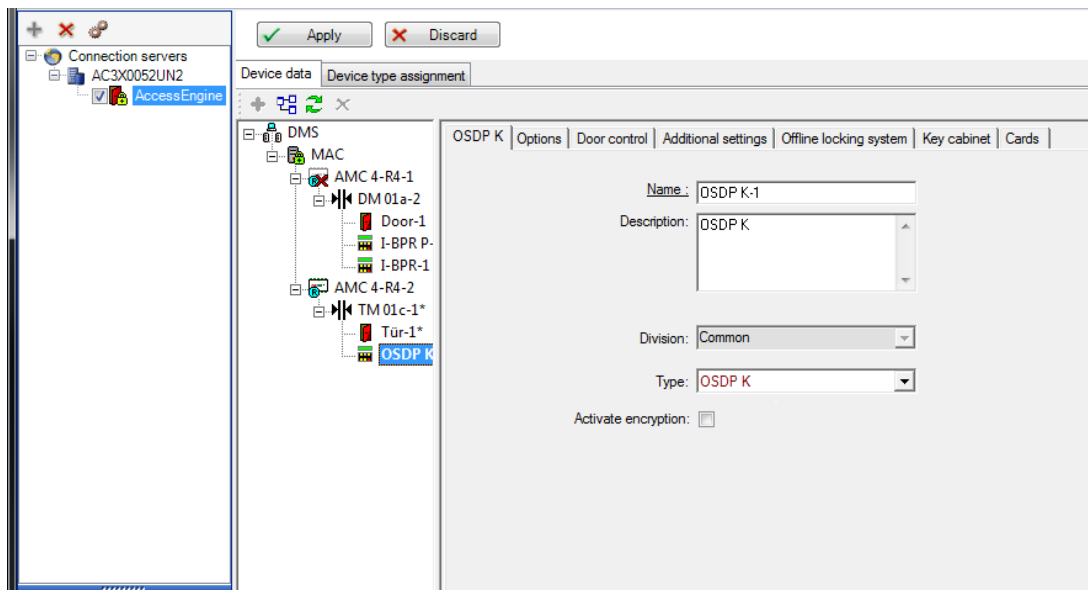 Apply
Discard
Connection servers
AC3X0052UN2
AccessEngine
Device data
Device type assignment
DMS
MAC
AMC 4-R4-1
DM 01a-2
Door-1
I-BPR P-
I-BPR-1
AMC 4-R4-2
TM 01c-1*
Tür-1*
OSDP K
OSDP K
Options
Door control
Additional settings
Offline locking system
Key cabinet
Cards
Name : OSDP K-1
Description: OSDP K
Division: Common
Type: OSDP K
Activate encryption: